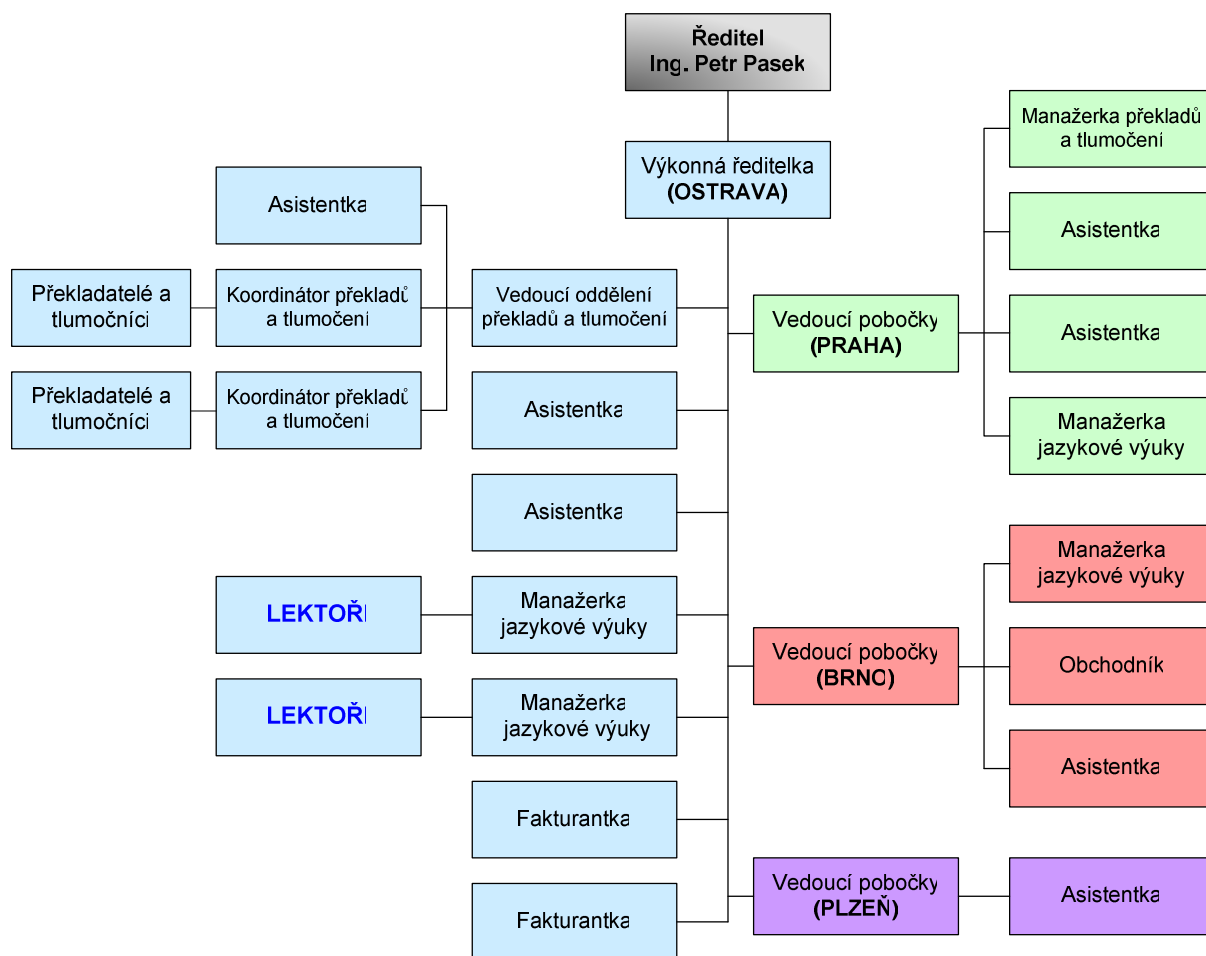 Ředitel
Ing. Petr Pasek
Výkonná ředitelka
(OSTRAVA)
Asistentka
Překladatelé a
tlumočníci
Koordinátor překladů
a tlumočení
Vedoucí oddělení
překladů a tlumočení
Překladatelé a
tlumočníci
Koordinátor překladů
a tlumočení
Asistentka
Asistentka
LEKTOŘI
Manažerka
jazykové výuky
LEKTOŘI
Manažerka
jazykové výuky
Fakturantka
Fakturantka
Vedoucí pobočky
(PRAHA)
Manažerka překladů
a tlumočení
Asistentka
Asistentka
Manažerka
jazykové výuky
Vedoucí pobočky
(BRNO)
Manažerka
jazykové výuky
Obchodník
Asistentka
Vedoucí pobočky
(PLZEŇ)
Asistentka